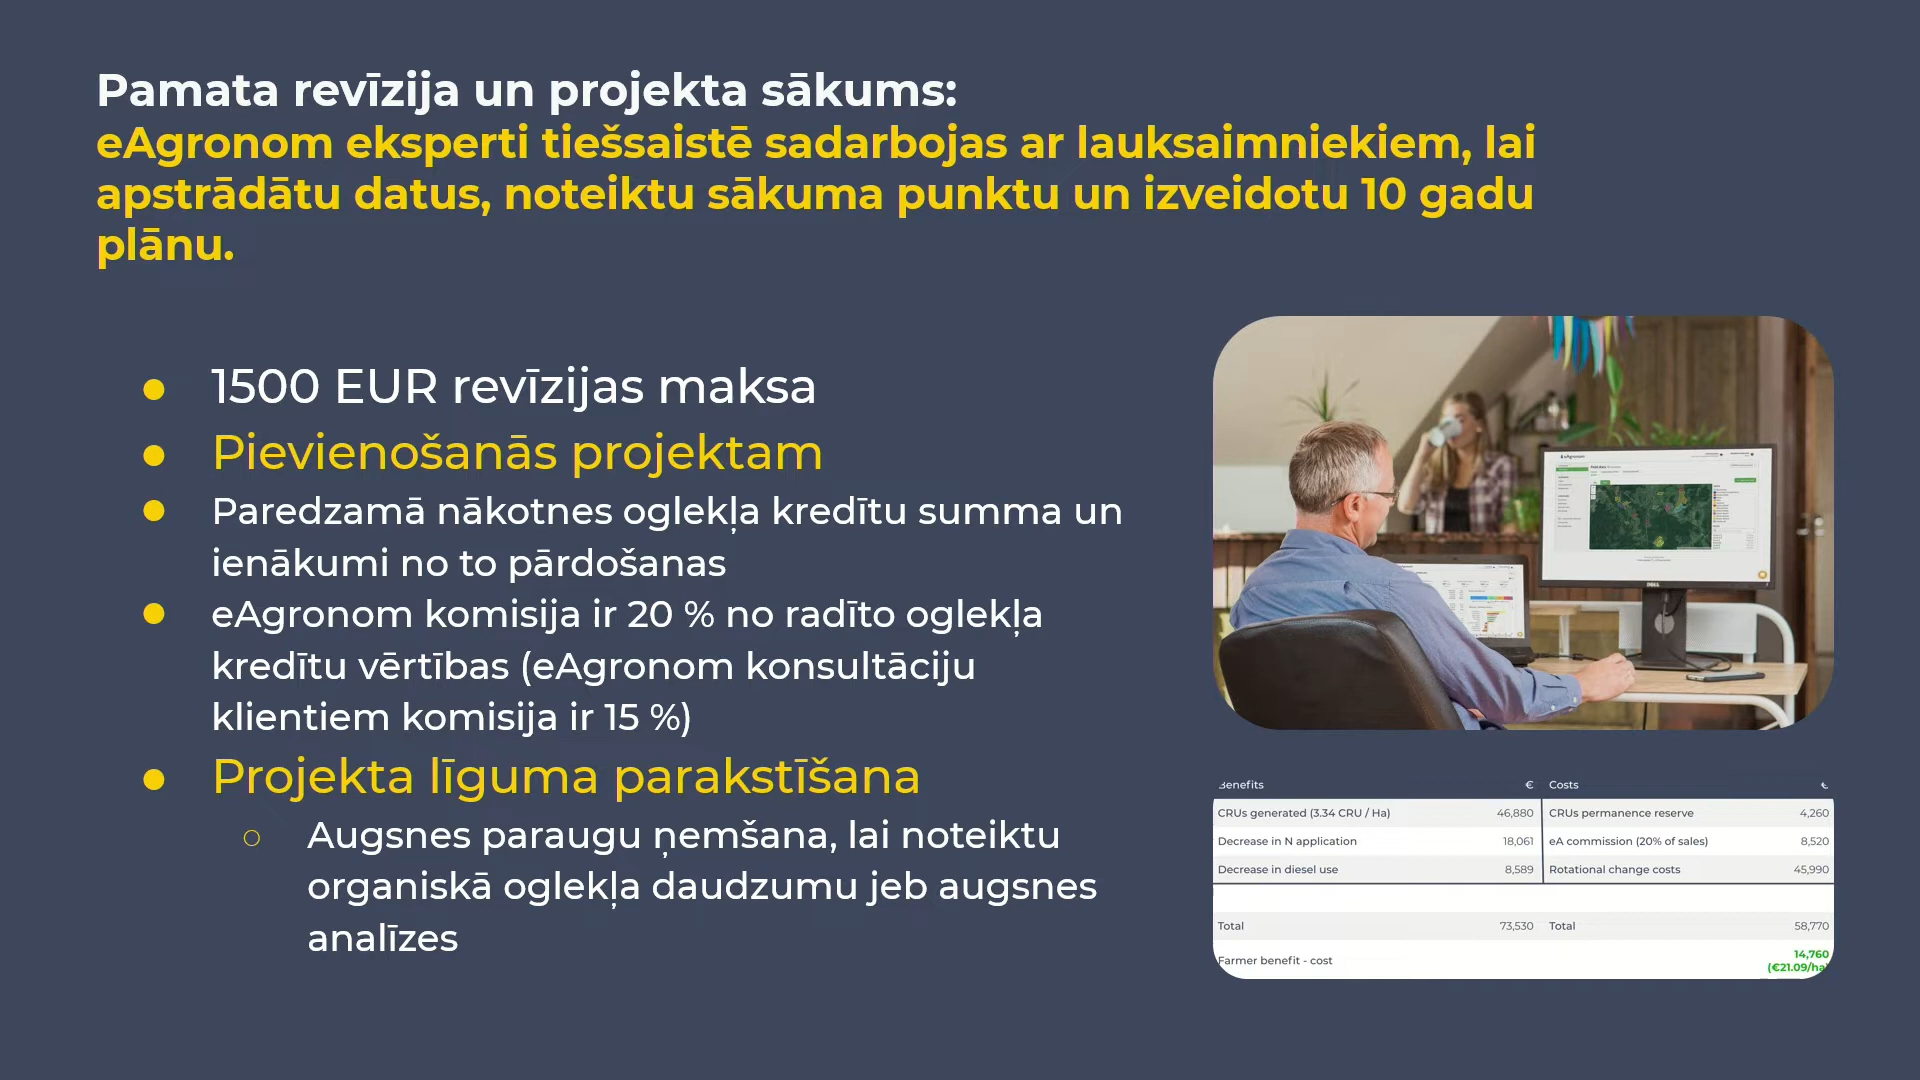 Pamata revīzija un projekta sākums:
eAgronom eksperti tiešsaistē sadarbojas ar lauksaimniekiem, lai
apstrādātu datus, noteiktu sākuma punktu un izveidotu 10 gadu
plānu.
● 1500 EUR revīzijas maksa
● Pievienošanās projektam
● Paredzamā nākotnes oglekļa kredītu summa un
ienākumi no to pārdošanas
● eAgronom komisija ir 20 % no radīto oglekļa
kredītu vērtības (eAgronom konsultāciju
klientiem komisija ir 15 %)
● Projekta līguma parakstīšana
○ Augsnes paraugu ņemšana, lai noteiktu
organiskā oglekļa daudzumu jeb augsnes
analīzes
Benefits € Costs €
CRUs generated (3.34 CRU / Ha) 46,880 CRUs permanence reserve 4,260
Decrease in N application 18,061 eA commission (20% of sales) 8,520
Decrease in diesel use 8,589 Rotational change costs 45,990
Total 73,530 Total 58,770
Farmer benefit - cost 14,760
(€21.09/ha)